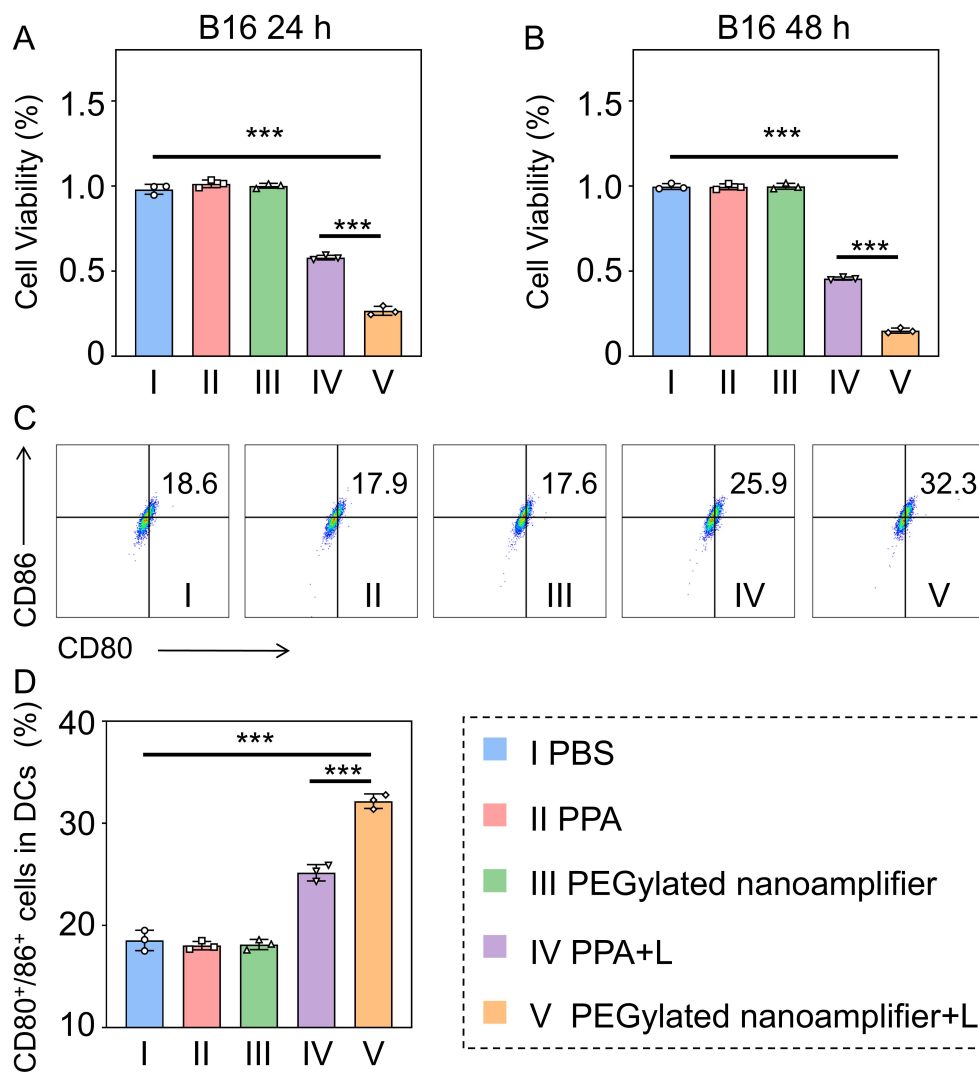 A
B16 24 h
Cell Viability (%)
1.5
1.0
0.5
0
***
***
I II III IV V
B
B16 48 h
Cell Viability (%)
1.5
1.0
0.5
0
***
***
I II III IV V
C
CD86
18.6
I
17.9
II
17.6
III
25.9
IV
32.3
V
CD80
D
CD80⁺/86⁺ cells in DCs (%)
40
30
20
10
***
***
I II III IV V
I PBS
II PPA
III PEGylated nanoamplifier
IV PPA+L
V PEGylated nanoamplifier+L